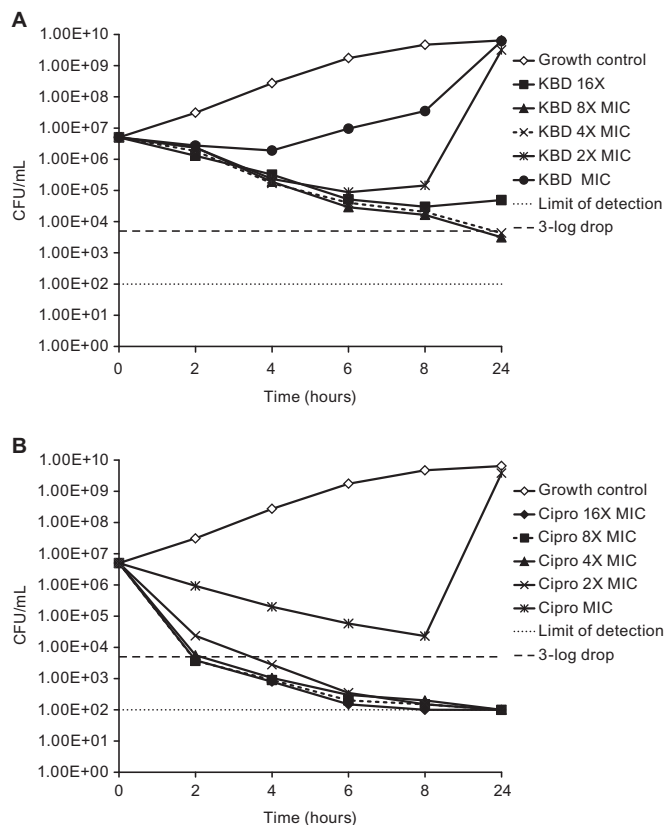 A
1.00E+10
1.00E+09
1.00E+08
1.00E+07
1.00E+06
1.00E+05
1.00E+04
1.00E+03
1.00E+02
1.00E+01
1.00E+00
CFU/mL
0 2 4 6 8 24
Time (hours)
Growth control
KBD 16X
KBD 8X MIC
KBD 4X MIC
KBD 2X MIC
KBD MIC
Limit of detection
3-log drop
B
1.00E+10
1.00E+09
1.00E+08
1.00E+07
1.00E+06
1.00E+05
1.00E+04
1.00E+03
1.00E+02
1.00E+01
1.00E+00
CFU/mL
0 2 4 6 8 24
Time (hours)
Growth control
Cipro 16X MIC
Cipro 8X MIC
Cipro 4X MIC
Cipro 2X MIC
Cipro MIC
Limit of detection
3-log drop